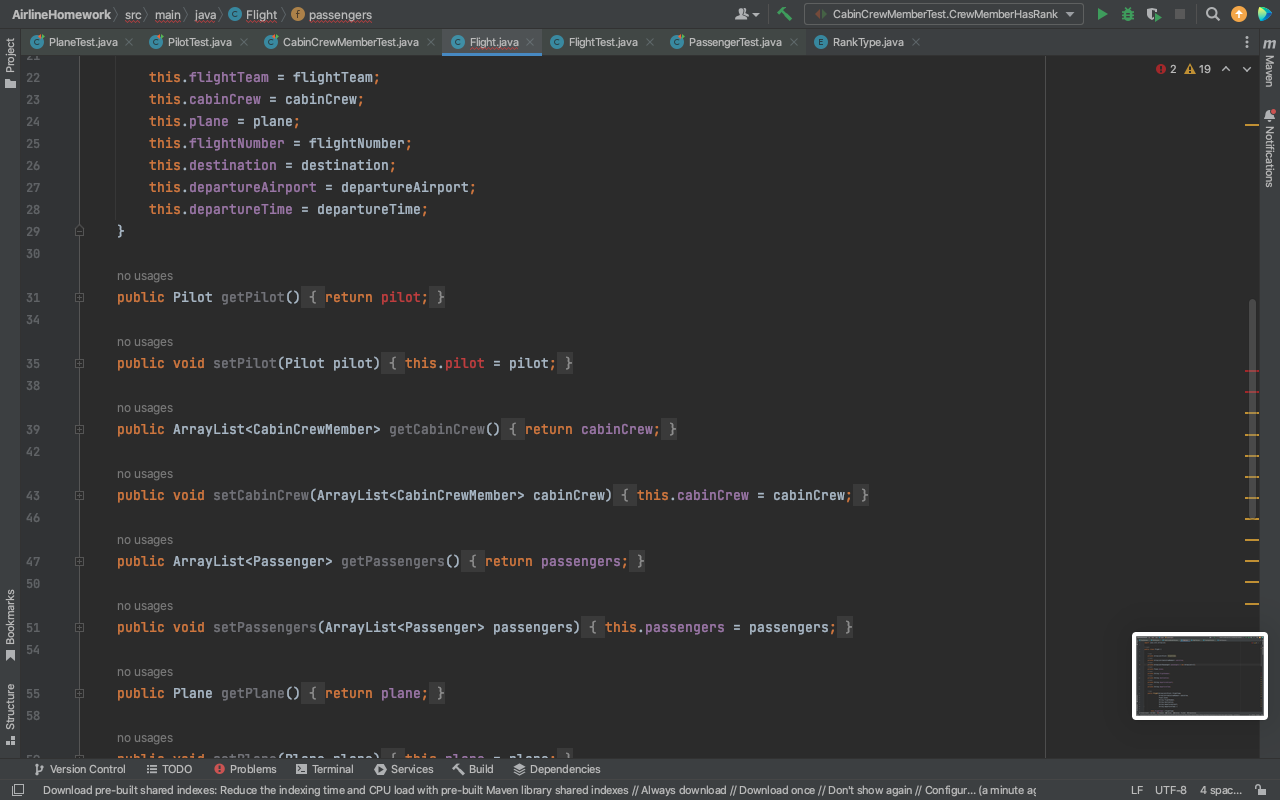 AirlineHomework src main java Flight passengers CabinCrewMemberTest.CrewMemberHasRank
PlaneTest.java PilotTest.java CabinCrewMemberTest.java Flight.java FlightTest.java PassengerTest.java RankType.java
Project
Bookmarks
Structure
Maven
Notifications
2 19
21
22 this.flightTeam = flightTeam;
23 this.cabinCrew = cabinCrew;
24 this.plane = plane;
25 this.flightNumber = flightNumber;
26 this.destination = destination;
27 this.departureAirport = departureAirport;
28 this.departureTime = departureTime;
29 }
30
no usages
31 public Pilot getPilot() { return pilot; }
34
no usages
35 public void setPilot(Pilot pilot) { this.pilot = pilot; }
38
no usages
39 public ArrayList<CabinCrewMember> getCabinCrew() { return cabinCrew; }
42
no usages
43 public void setCabinCrew(ArrayList<CabinCrewMember> cabinCrew) { this.cabinCrew = cabinCrew; }
46
no usages
47 public ArrayList<Passenger> getPassengers() { return passengers; }
50
no usages
51 public void setPassengers(ArrayList<Passenger> passengers) { this.passengers = passengers; }
54
no usages
55 public Plane getPlane() { return plane; }
58
no usages
59 public void setPlane(Plane plane) { this.plane = plane; }
Version Control TODO Problems Terminal Services Build Dependencies
Download pre-built shared indexes: Reduce the indexing time and CPU load with pre-built Maven library shared indexes // Always download // Download once // Don't show again // Configur... (a minute ag LF UTF-8 4 spac...